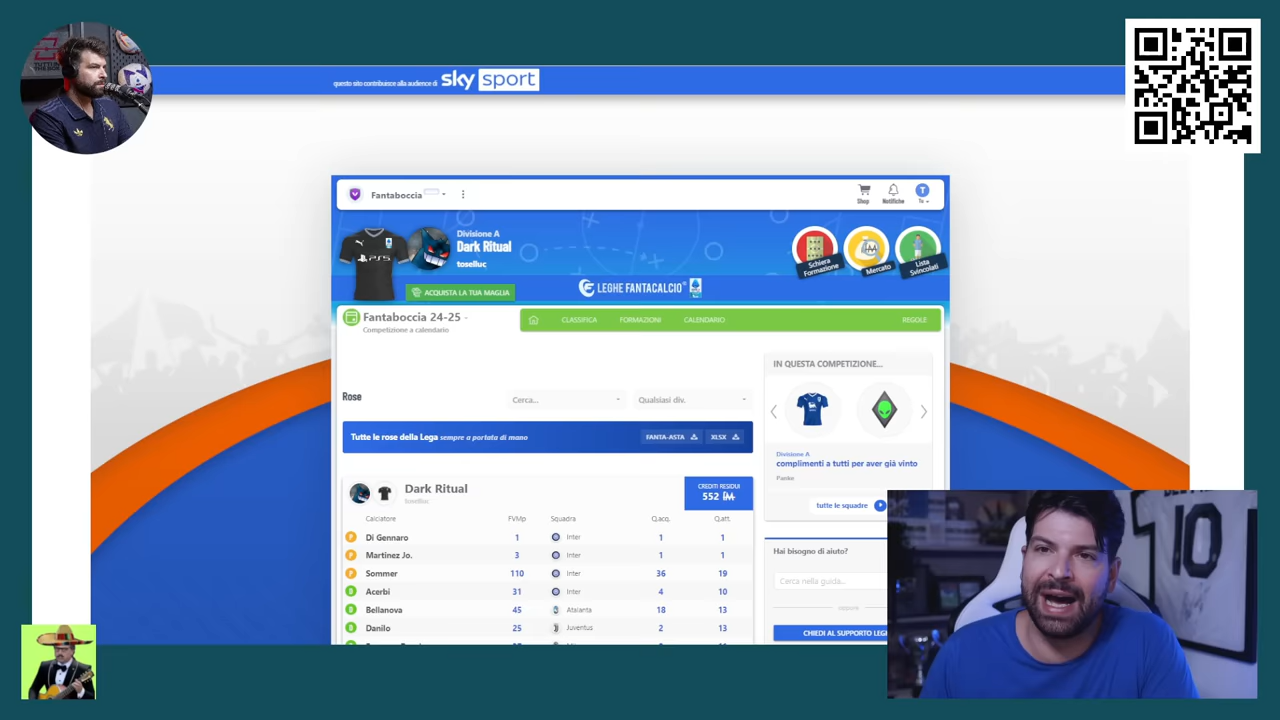 questo sito contribuisce alla audience di sky sport
Fantaboccia
Shop
Notifiche
T
Tu
Divisione A
Dark Ritual
toselluc
PS5
ACQUISTA LA TUA MAGLIA
LEGHE FANTACALCIO®
Schiera Formazione
Mercato
Lista Svincolati
Fantaboccia 24-25 -
Competizione a calendario
CLASSIFICA
FORMAZIONI
CALENDARIO
REGOLE
Rose
Cerca...
Qualsiasi div.
Tutte le rose della Lega sempre a portata di mano
FANTA-ASTA
XLSX
Dark Ritual
toselluc
CREDITI RESIDUI
552
Calciatore FVMp Squadra Q.acq. Q.att.
P Di Gennaro 1 Inter 1 1
P Martinez Jo. 3 Inter 1 1
P Sommer 110 Inter 36 19
D Acerbi 31 Inter 4 10
D Bellanova 45 Atalanta 18 13
D Danilo 25 Juventus 2 13
IN QUESTA COMPETIZIONE...
Divisione A
complimenti a tutti per aver già vinto
Panke
tutte le squadre
Hai bisogno di aiuto?
Cerca nella guida...
oppure
CHIEDI AL SUPPORTO LEG
10